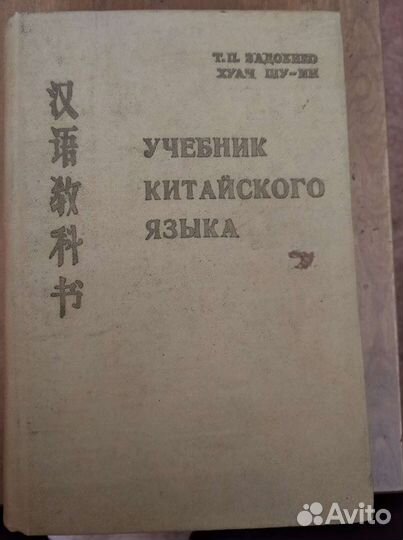 Т.П. ЗАДОЕНКО
ХУАН ШУ-ИН
汉语教科书
УЧЕБНИК
КИТАЙСКОГО
ЯЗЫКА
Avito